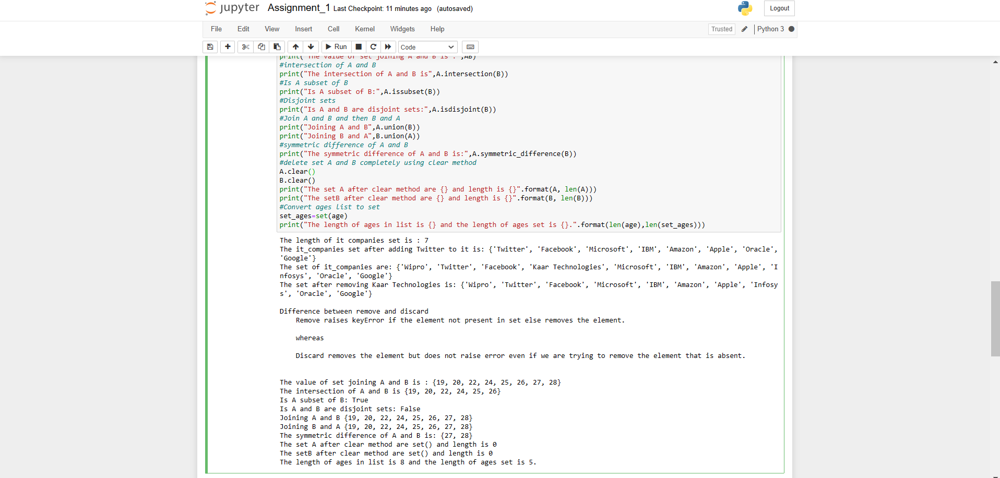 jupyter Assignment_1 Last Checkpoint: 11 minutes ago (autosaved)
Logout
File Edit View Insert Cell Kernel Widgets Help
Trusted Python 3
Run Code
print("The value of set joining A and B is : ",AB)
#intersection of A and B
print("The intersection of A and B is",A.intersection(B))
#Is A subset of B
print("Is A subset of B:",A.issubset(B))
#Disjoint sets
print("Is A and B are disjoint sets:",A.isdisjoint(B))
#Join A and B and then B and A
print("Joining A and B",A.union(B))
print("Joining B and A",B.union(A))
#symmetric difference of A and B
print("The symmetric difference of A and B is:",A.symmetric_difference(B))
#delete set A and B completely using clear method
A.clear()
B.clear()
print("The set A after clear method are {} and length is {}".format(A, len(A)))
print("The setB after clear method are {} and length is {}".format(B, len(B)))
#Convert ages list to set
set_ages=set(age)
print("The length of ages in list is {} and the length of ages set is {}.".format(len(age),len(set_ages)))
The length of it companies set is : 7
The it_companies set after adding Twitter to it is: {'Twitter', 'Facebook', 'Microsoft', 'IBM', 'Amazon', 'Apple', 'Oracle',
'Google'}
The set of it_companies are: {'Wipro', 'Twitter', 'Facebook', 'Kaar Technologies', 'Microsoft', 'IBM', 'Amazon', 'Apple', 'I
nfosys', 'Oracle', 'Google'}
The set after removing Kaar Technologies is: {'Wipro', 'Twitter', 'Facebook', 'Microsoft', 'IBM', 'Amazon', 'Apple', 'Infosy
s', 'Oracle', 'Google'}
Difference between remove and discard
Remove raises keyError if the element not present in set else removes the element.
whereas
Discard removes the element but does not raise error even if we are trying to remove the element that is absent.
The value of set joining A and B is : {19, 20, 22, 24, 25, 26, 27, 28}
The intersection of A and B is {19, 20, 22, 24, 25, 26}
Is A subset of B: True
Is A and B are disjoint sets: False
Joining A and B {19, 20, 22, 24, 25, 26, 27, 28}
Joining B and A {19, 20, 22, 24, 25, 26, 27, 28}
The symmetric difference of A and B is: {27, 28}
The set A after clear method are set() and length is 0
The setB after clear method are set() and length is 0
The length of ages in list is 8 and the length of ages set is 5.